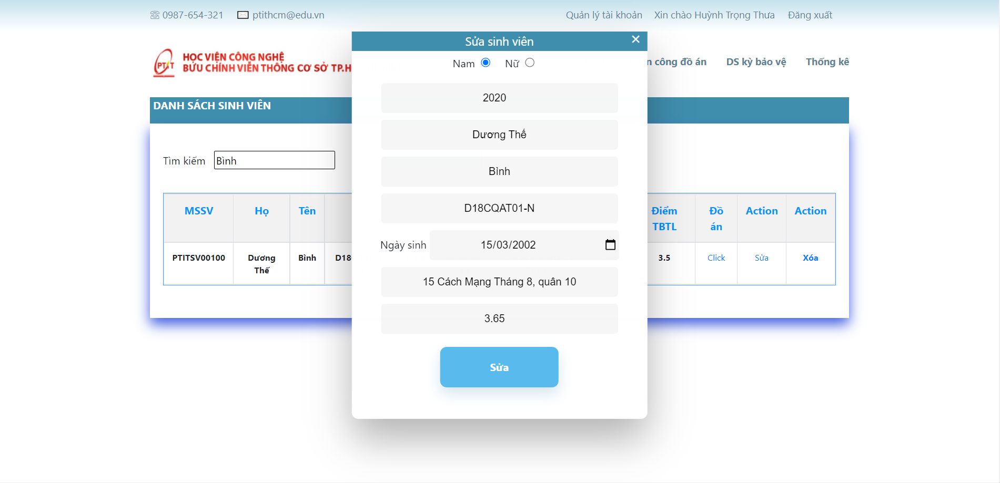 0987-654-321 ptithcm@edu.vn
Quản lý tài khoản Xin chào Huỳnh Trọng Thưa Đăng xuất
HỌC VIỆN CÔNG NGHỆ
BƯU CHÍNH VIỄN THÔNG CƠ SỞ TP.H
n công đồ án DS kỳ bảo vệ Thống kê
DANH SÁCH SINH VIÊN
Tìm kiếm Bình
MSSV Họ Tên Điểm TBTL Đồ án Action Action
PTITSV00100 Dương Thế Bình D18 3.5 Click Sửa Xóa
Sửa sinh viên ✕
Nam Nữ
2020
Dương Thế
Bình
D18CQAT01-N
Ngày sinh 15/03/2002
15 Cách Mạng Tháng 8, quân 10
3.65
Sửa